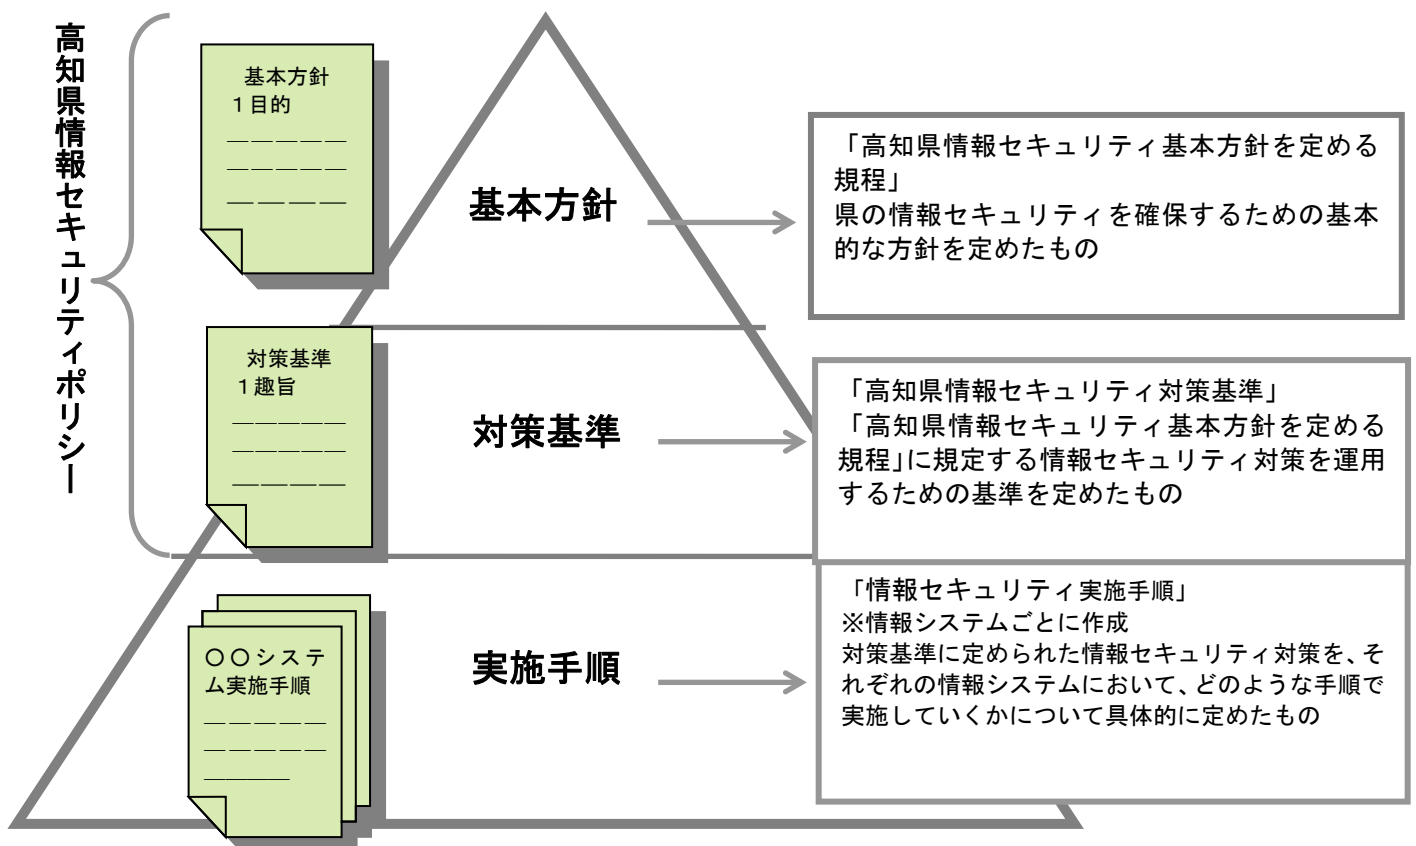 高知県情報セキュリティポリシー
基本方針
1目的
基本方針
「高知県情報セキュリティ基本方針を定める
規程」
県の情報セキュリティを確保するための基本
的な方針を定めたもの
対策基準
1趣旨
対策基準
「高知県情報セキュリティ対策基準」
「高知県情報セキュリティ基本方針を定める
規程」に規定する情報セキュリティ対策を運用
するための基準を定めたもの
〇〇システ
ム実施手順
実施手順
「情報セキュリティ実施手順」
※情報システムごとに作成
対策基準に定められた情報セキュリティ対策を、そ
れぞれの情報システムにおいて、どのような手順で
実施していくかについて具体的に定めたもの